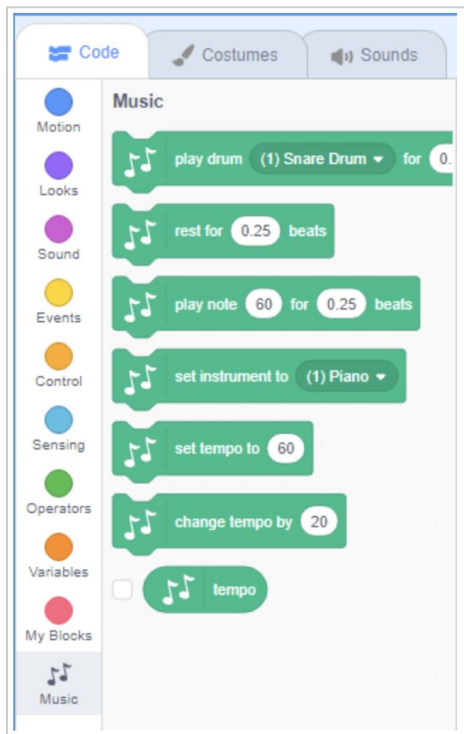 Code Costumes Sounds
Motion
Looks
Sound
Events
Control
Sensing
Operators
Variables
My Blocks
Music
Music
play drum (1) Snare Drum for 0.
rest for 0.25 beats
play note 60 for 0.25 beats
set instrument to (1) Piano
set tempo to 60
change tempo by 20
tempo